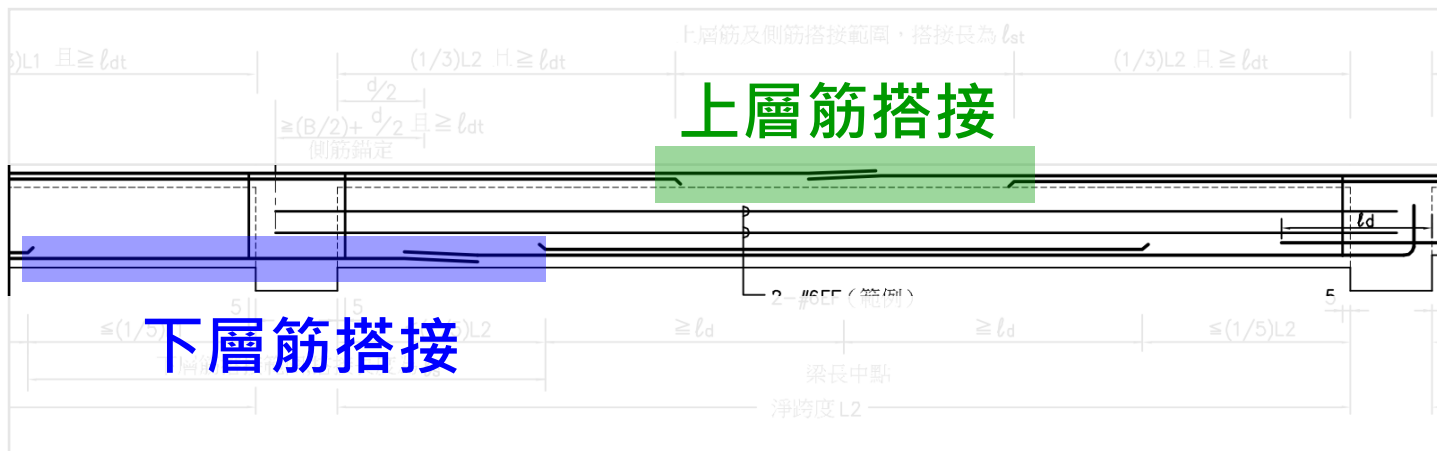 上層筋及側筋搭接範圍，搭接長為 ℓst
)L1 且≧ℓdt
(1/3)L2 且≧ℓdt
(1/3)L2 且≧ℓdt
d/2
≧(B/2)+ d/2 且≧ℓdt
側筋錨定
上層筋搭接
ℓd
2-#6EF(範例)
5
5
5
≦(1/5)
)L2
≧ℓd
≧ℓd
≦(1/5)L2
下層筋搭接
梁長中點
淨跨度 L2